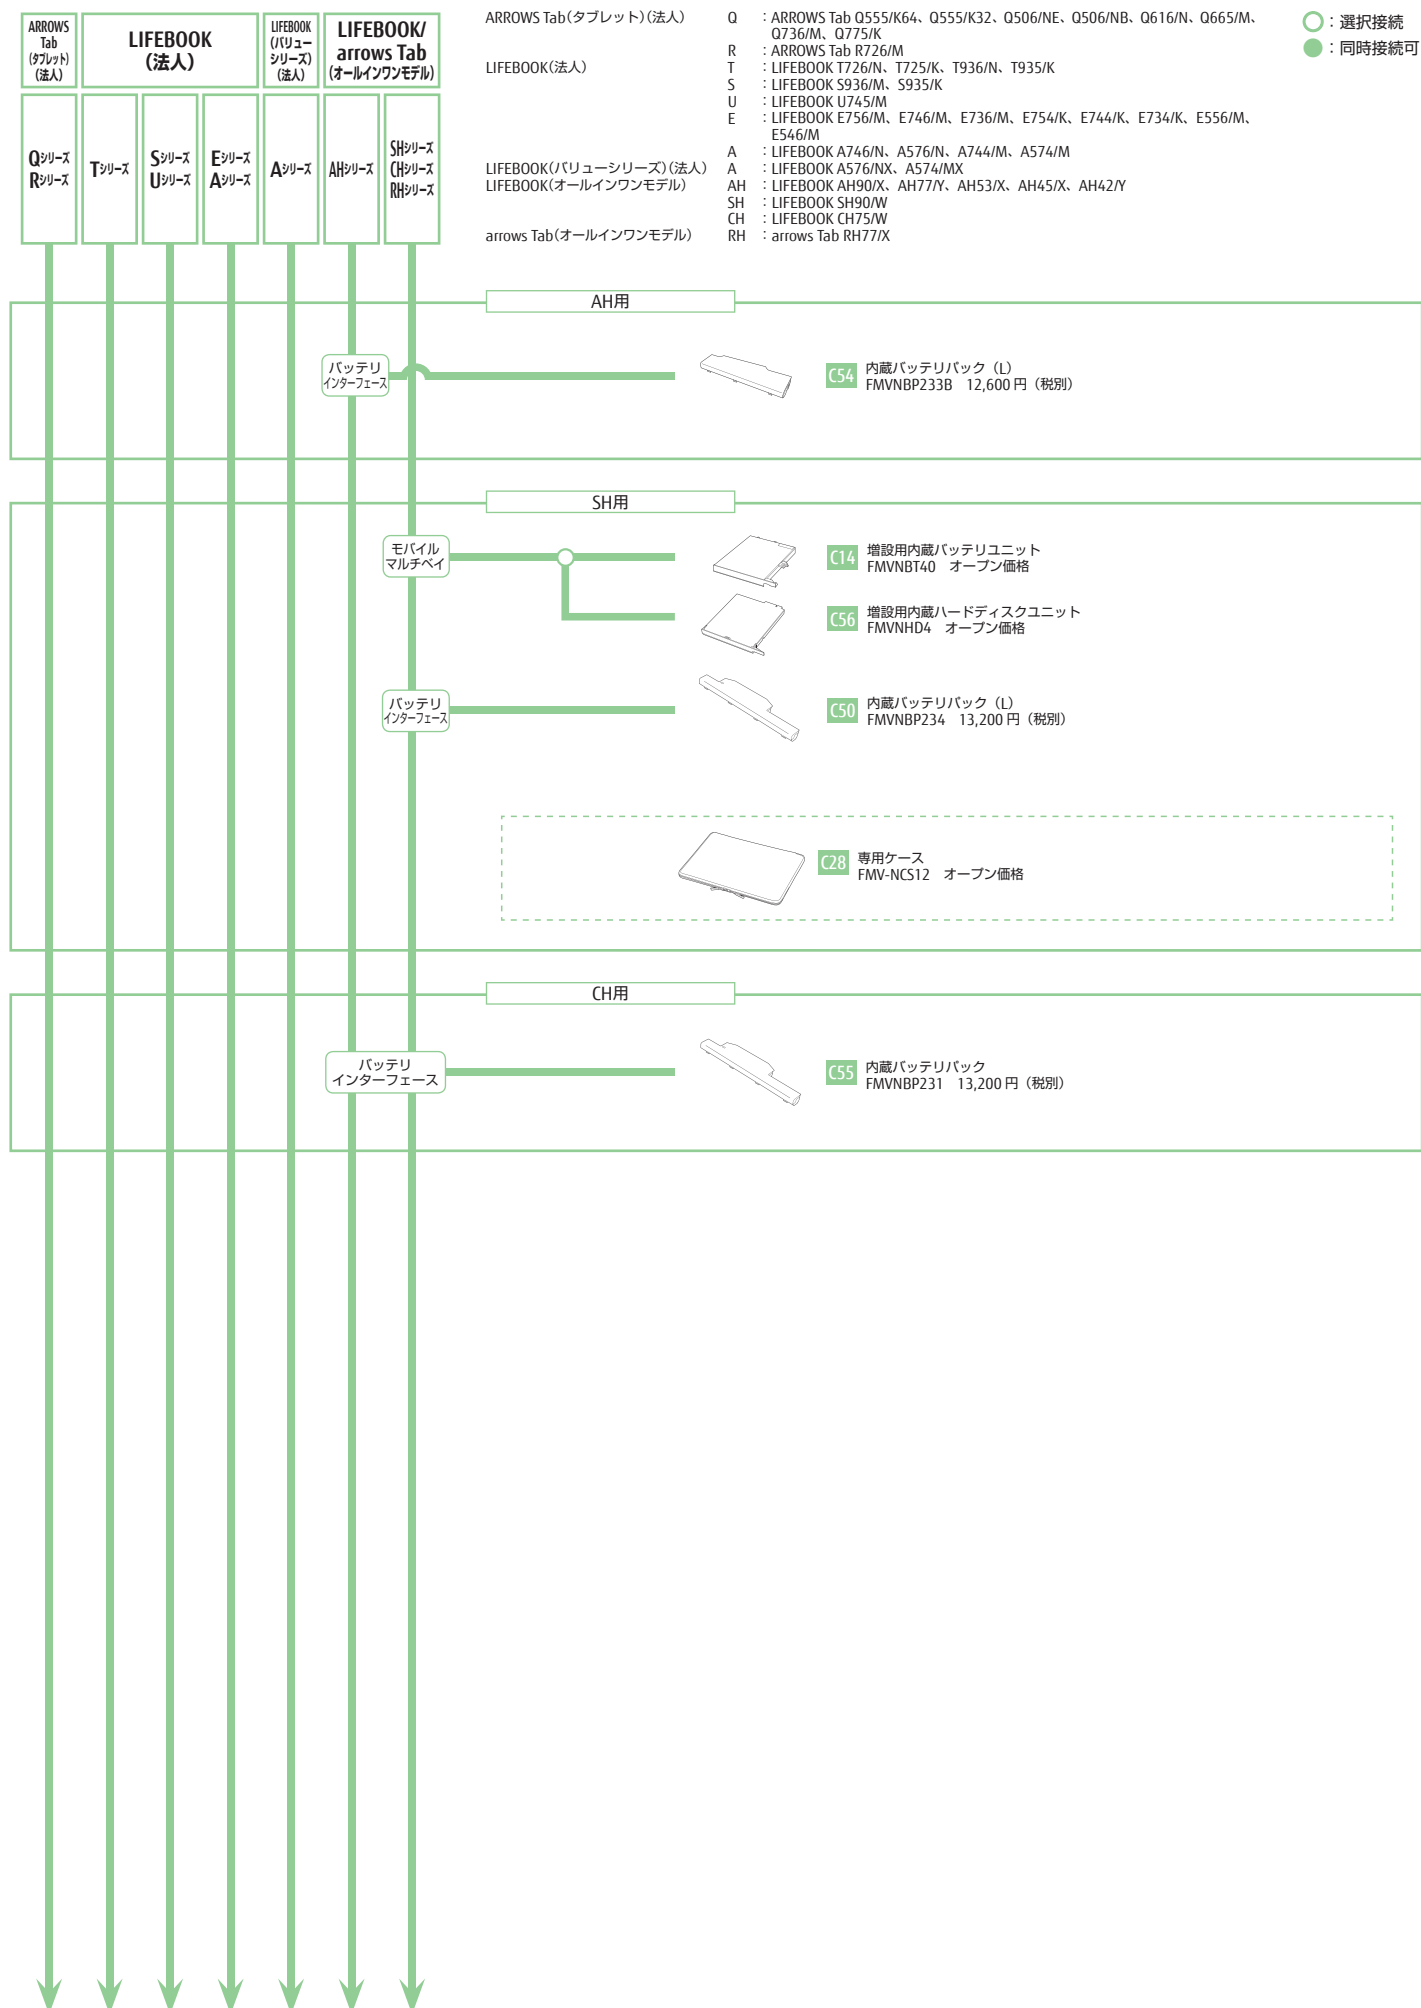 ARROWS
Tab
(タブレット)
(法人)
LIFEBOOK
(法人)
LIFEBOOK
(バリュー
シリーズ)
(法人)
LIFEBOOK/
arrows Tab
(オールインワンモデル)
Qシリーズ
Rシリーズ
Tシリーズ
Sシリーズ
Uシリーズ
Eシリーズ
Aシリーズ
Aシリーズ
AHシリーズ
SHシリーズ
CHシリーズ
RHシリーズ
ARROWS Tab(タブレット)(法人) Q :ARROWS Tab Q555/K64、Q555/K32、Q506/NE、Q506/NB、Q616/N、Q665/M、
Q736/M、Q775/K
R :ARROWS Tab R726/M
LIFEBOOK(法人) T :LIFEBOOK T726/N、T725/K、T936/N、T935/K
S :LIFEBOOK S936/M、S935/K
U :LIFEBOOK U745/M
E :LIFEBOOK E756/M、E746/M、E736/M、E754/K、E744/K、E734/K、E556/M、
E546/M
A :LIFEBOOK A746/N、A576/N、A744/M、A574/M
LIFEBOOK(バリューシリーズ)(法人) A :LIFEBOOK A576/NX、A574/MX
LIFEBOOK(オールインワンモデル) AH :LIFEBOOK AH90/X、AH77/Y、AH53/X、AH45/X、AH42/Y
SH :LIFEBOOK SH90/W
CH :LIFEBOOK CH75/W
arrows Tab(オールインワンモデル) RH :arrows Tab RH77/X
:選択接続
:同時接続可
AH用
バッテリ
インターフェース
C54 内蔵バッテリパック(L)
FMVNBP233B 12,600円(税別)
SH用
モバイル
マルチベイ
C14 増設用内蔵バッテリユニット
FMVNBT40 オープン価格
C56 増設用内蔵ハードディスクユニット
FMVNHD4 オープン価格
バッテリ
インターフェース
C50 内蔵バッテリパック(L)
FMVNBP234 13,200円(税別)
C28 専用ケース
FMV-NCS12 オープン価格
CH用
バッテリ
インターフェース
C55 内蔵バッテリパック
FMVNBP231 13,200円(税別)